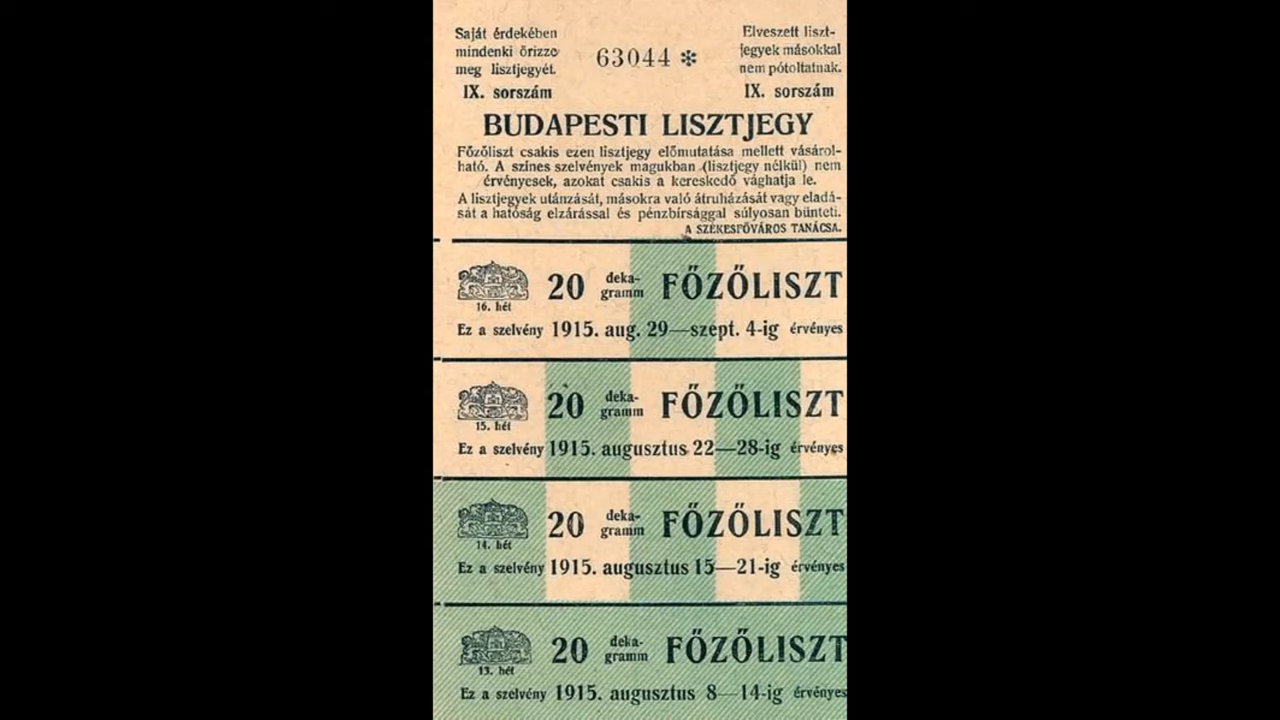 Saját érdekében
mindenki őrizze
meg lisztjegyét.
IX. sorszám
63044 *
Elveszett liszt-
jegyek másokkal
nem pótoltatnak.
IX. sorszám
BUDAPESTI LISZTJEGY
Főzőliszt csakis ezen lisztjegy előmutatása mellett vásárol-
ható. A színes szelvények magukban (lisztjegy nélkül) nem
érvényesek, azokat csakis a kereskedő vághatja le.
A lisztjegyek utánzását, másokra való átruházását vagy eladá-
sát a hatóság elzárással és pénzbírsággal súlyosan bünteti.
A SZÉKESFŐVÁROS TANÁCSA.
16. hét
20 deka-
gramm FŐZŐLISZT
Ez a szelvény 1915. aug. 29—szept. 4-ig érvényes
15. hét
20 deka-
gramm FŐZŐLISZT
Ez a szelvény 1915. augusztus 22—28-ig érvényes
14. hét
20 deka-
gramm FŐZŐLISZT
Ez a szelvény 1915. augusztus 15—21-ig érvényes
13. hét
20 deka-
gramm FŐZŐLISZT
Ez a szelvény 1915. augusztus 8—14-ig érvényes